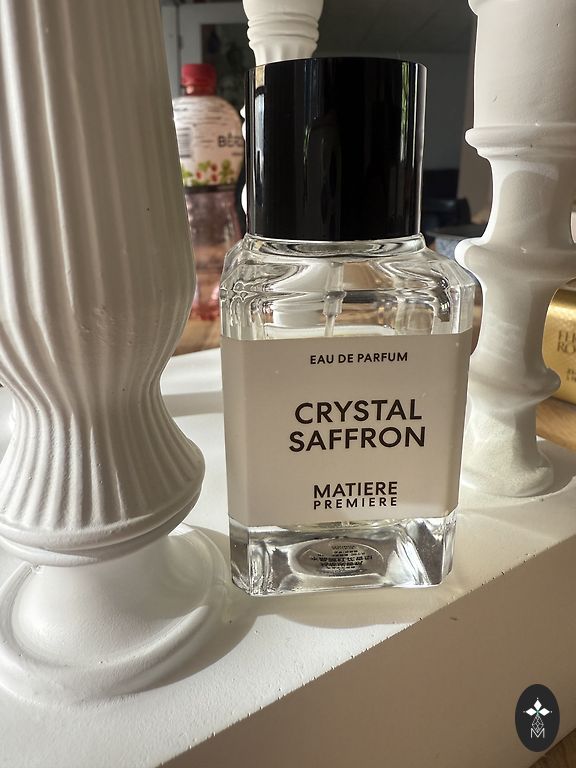 EAU DE PARFUM
CRYSTAL
SAFFRON
MATIERE
PREMIERE
M